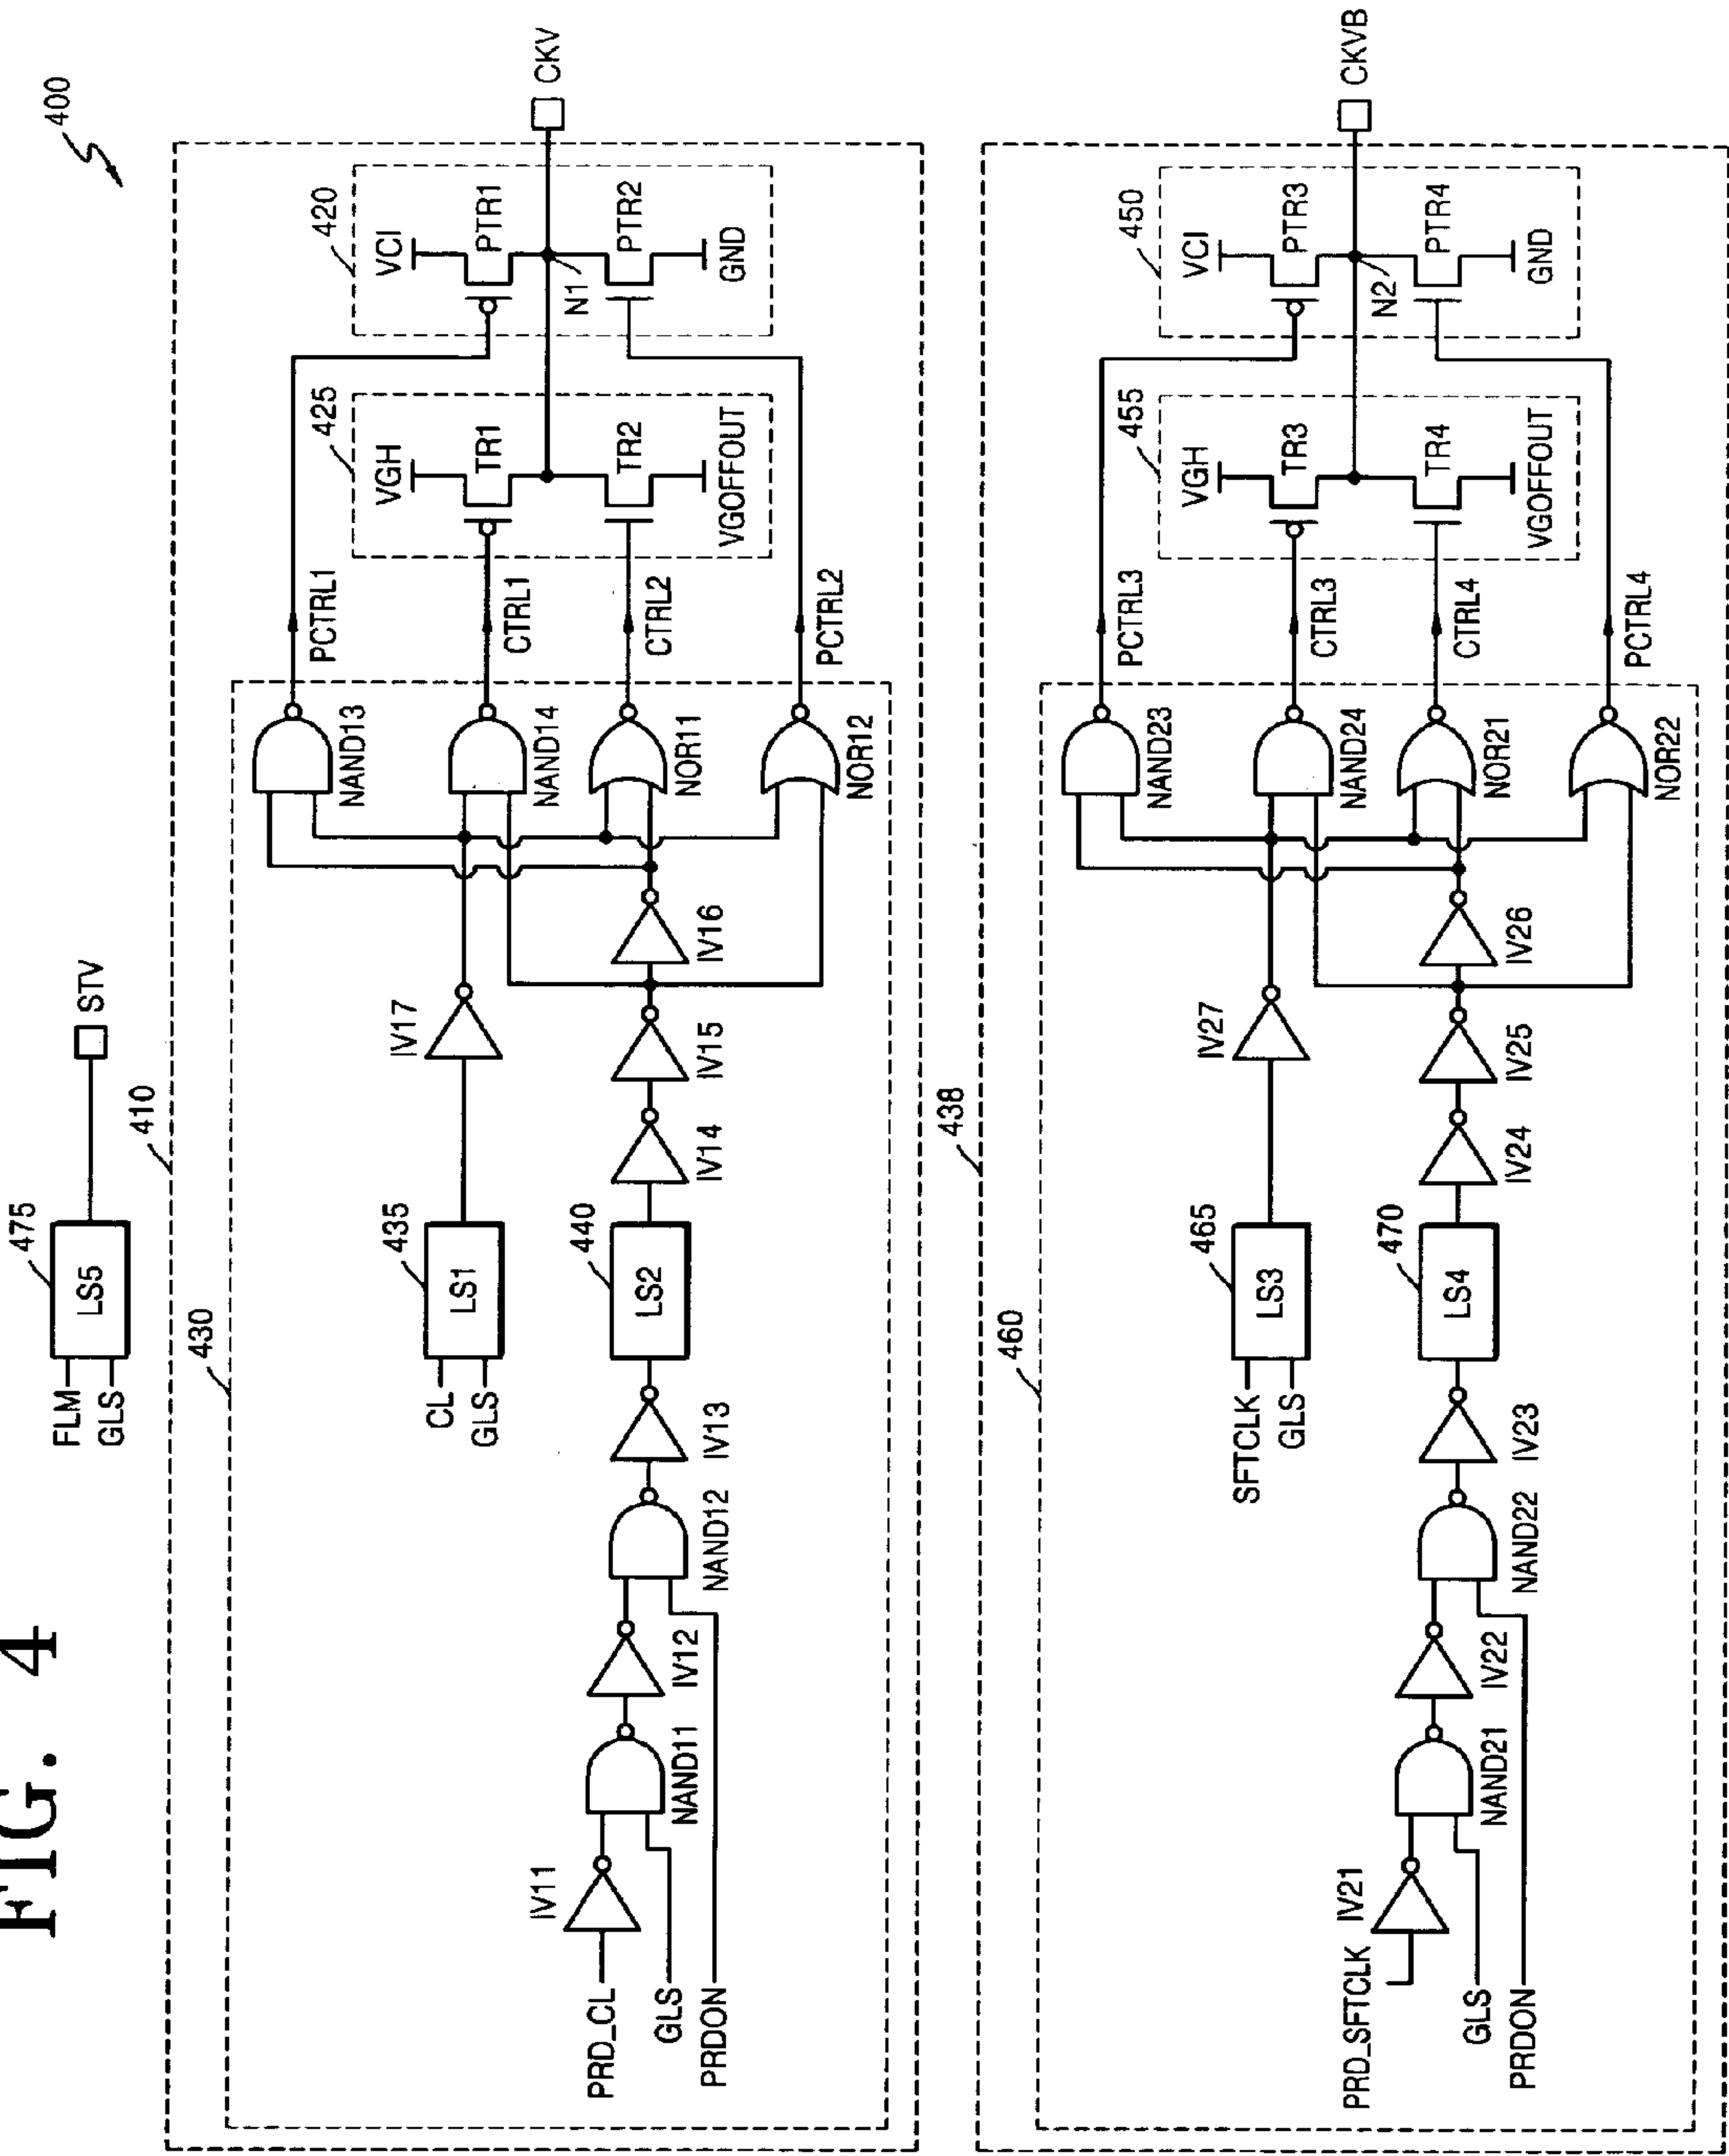 FIG. 4
400
FLM
GLS
475
LS5
STV
410
430
CL
GLS
435
LS1
IV17
PRD_CL
GLS
PRDON
IV11
NAND11
IV12
NAND12
IV13
440
LS2
IV14
IV15
IV16
NAND13
NAND14
NOR11
NOR12
PCTRL1
CTRL1
CTRL2
PCTRL2
425
VGH
TR1
TR2
VGOFFOUT
420
VCI
PTR1
N1
PTR2
GND
CKV
438
460
SFTCLK
GLS
465
LS3
IV27
PRD_SFTCLK
GLS
PRDON
IV21
NAND21
IV22
NAND22
IV23
470
LS4
IV24
IV25
IV26
NAND23
NAND24
NOR21
NOR22
PCTRL3
CTRL3
CTRL4
PCTRL4
455
VGH
TR3
TR4
VGOFFOUT
450
VCI
PTR3
N2
PTR4
GND
CKVB